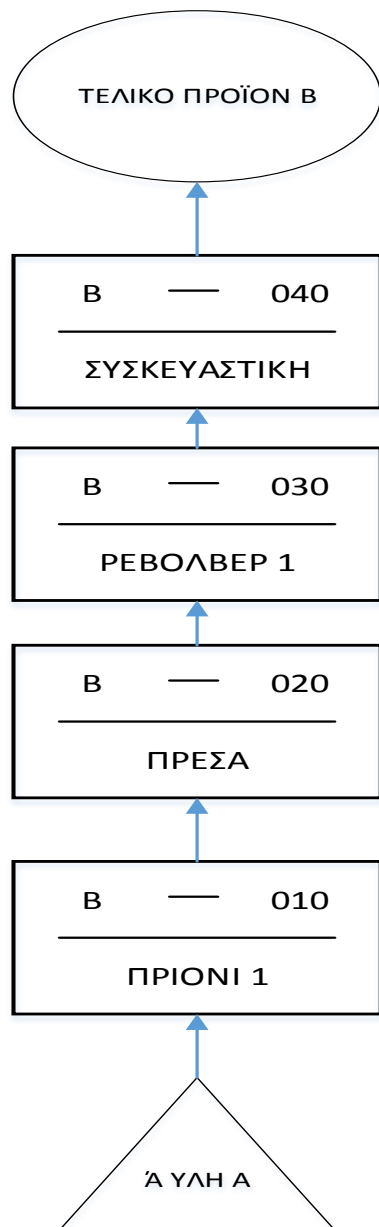 ΤΕΛΙΚΟ ΠΡΟΪΟΝ Β
Β — 040
ΣΥΣΚΕΥΑΣΤΙΚΗ
Β — 030
ΡΕΒΟΛΒΕΡ 1
Β — 020
ΠΡΕΣΑ
Β — 010
ΠΡΙΟΝΙ 1
Ά ΥΛΗ Α